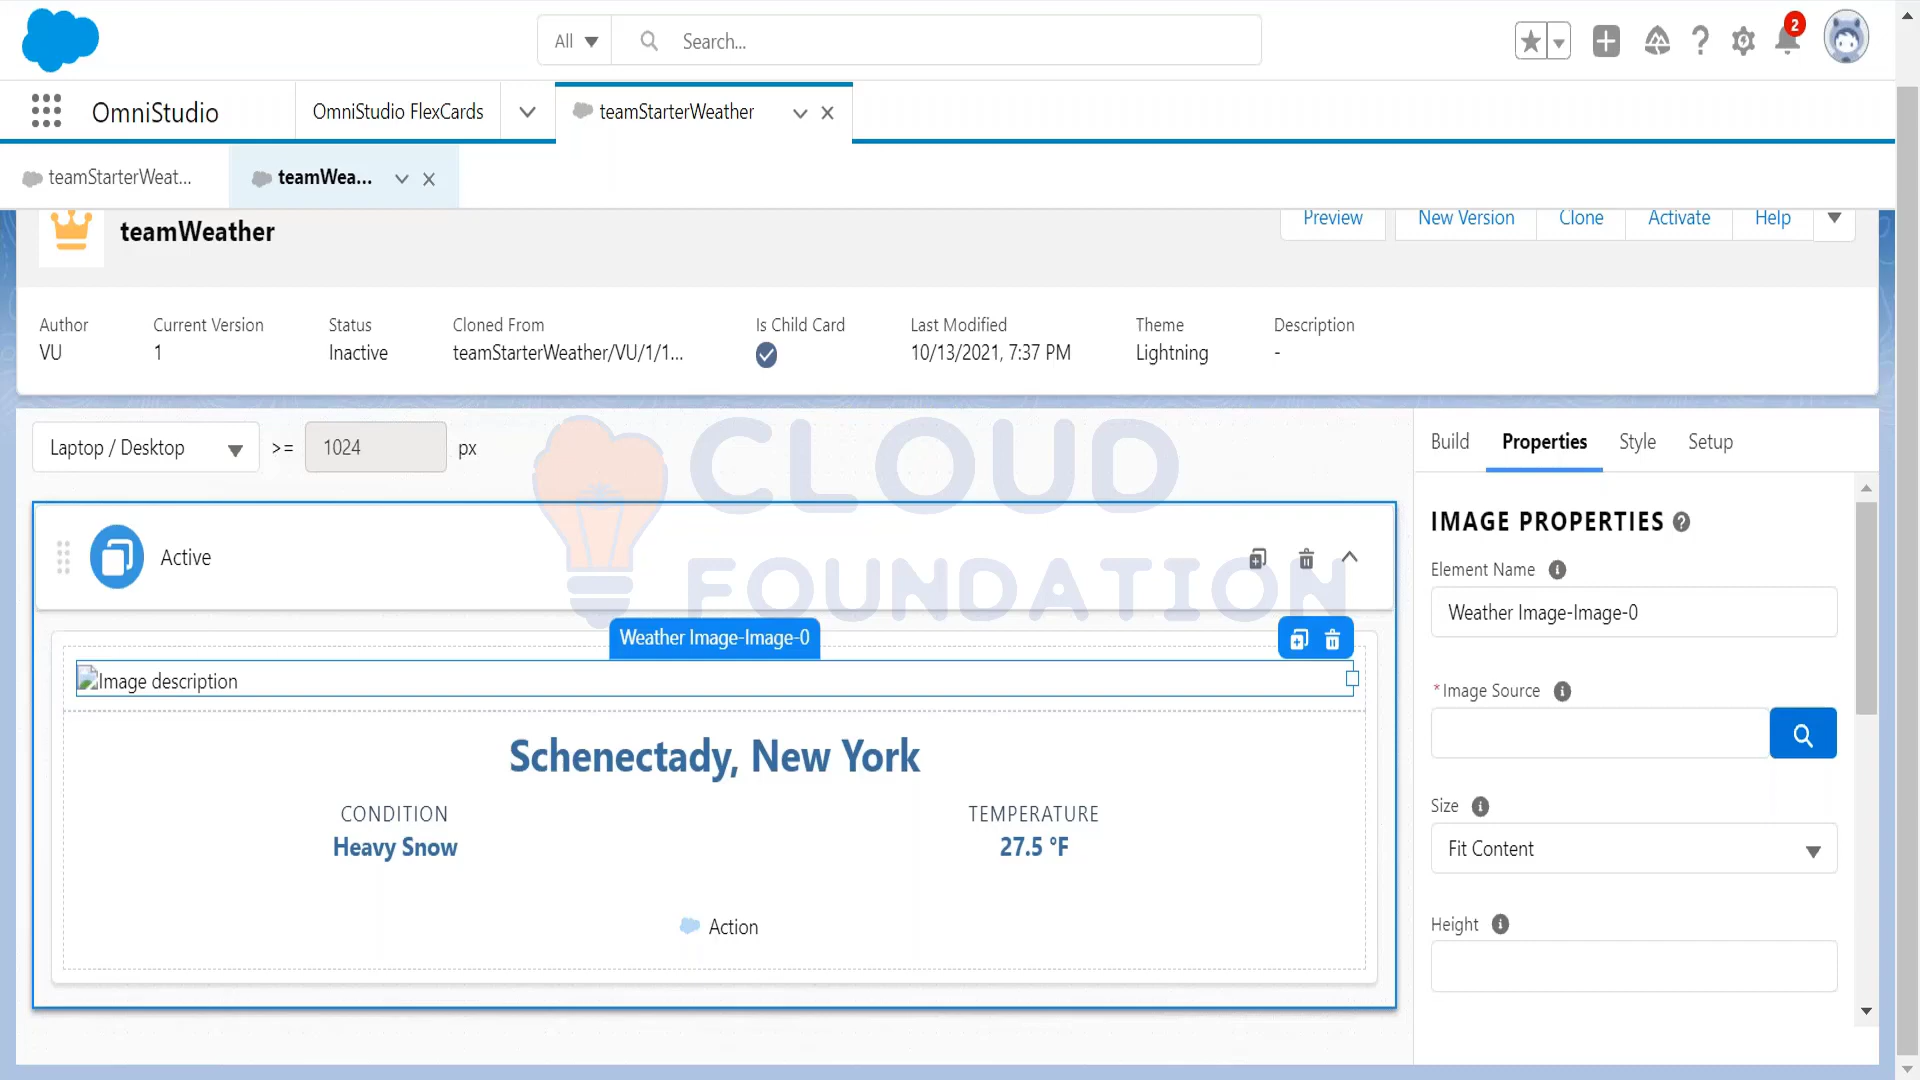 All
Search...
2
OmniStudio
OmniStudio FlexCards
teamStarterWeather
teamStarterWeat...
teamWea...
teamWeather
Preview
New Version
Clone
Activate
Help
Author
Current Version
Status
Cloned From
Is Child Card
Last Modified
Theme
Description
VU
1
Inactive
teamStarterWeather/VU/1/1...
10/13/2021, 7:37 PM
Lightning
-
Laptop / Desktop
>=
1024
px
CLOUD
FOUNDATION
Build
Properties
Style
Setup
Active
Weather Image-Image-0
Image description
Schenectady, New York
CONDITION
TEMPERATURE
Heavy Snow
27.5 °F
Action
IMAGE PROPERTIES
Element Name
Weather Image-Image-0
*Image Source
Size
Fit Content
Height